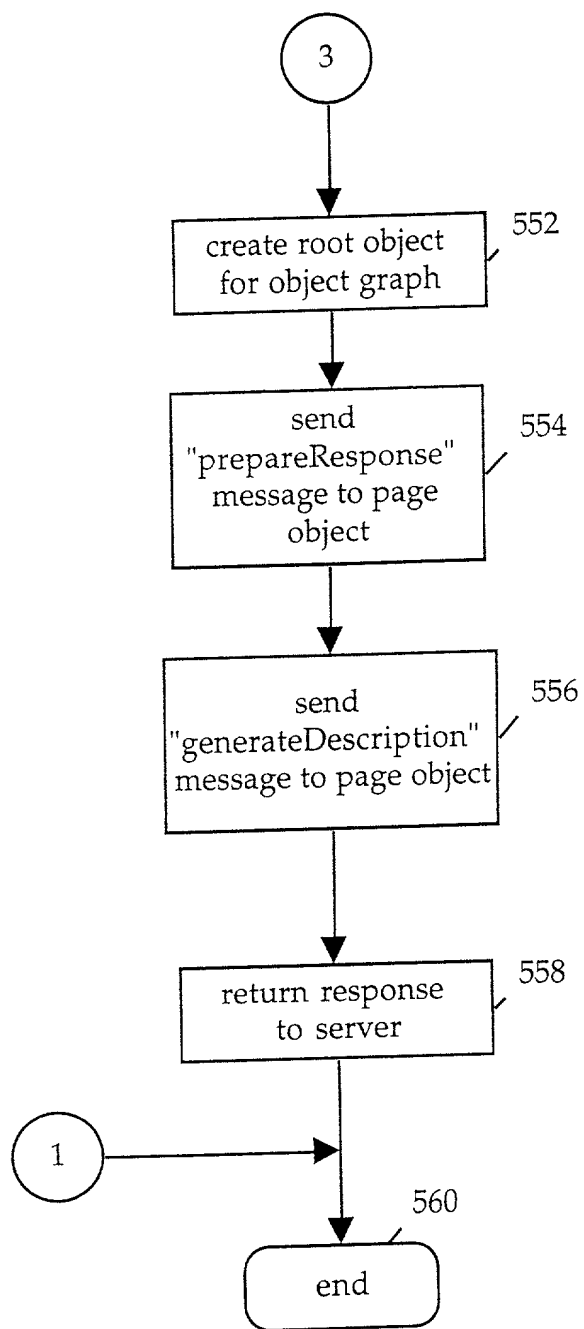 3
create root object
for object graph
552
send
"prepareResponse"
message to page
object
554
send
"generateDescription"
message to page object
556
return response
to server
558
1
560
end